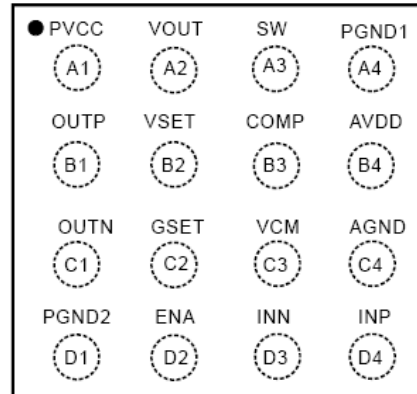 PVCC VOUT SW PGND1
A1 A2 A3 A4
OUTP VSET COMP AVDD
B1 B2 B3 B4
OUTN GSET VCM AGND
C1 C2 C3 C4
PGND2 ENA INN INP
D1 D2 D3 D4